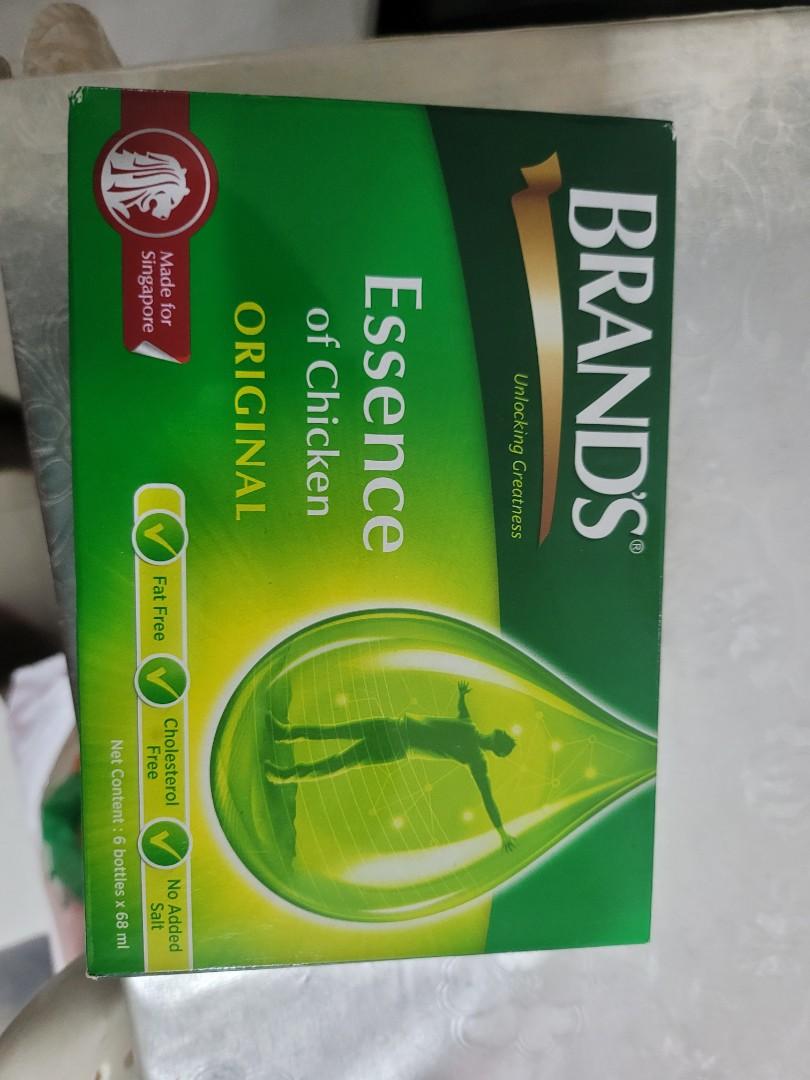 BRAND'S®
Unlocking Greatness
Essence
of Chicken
ORIGINAL
Made for
Singapore
Fat Free
Cholesterol
Free
No Added
Salt
Net Content : 6 bottles x 68 ml